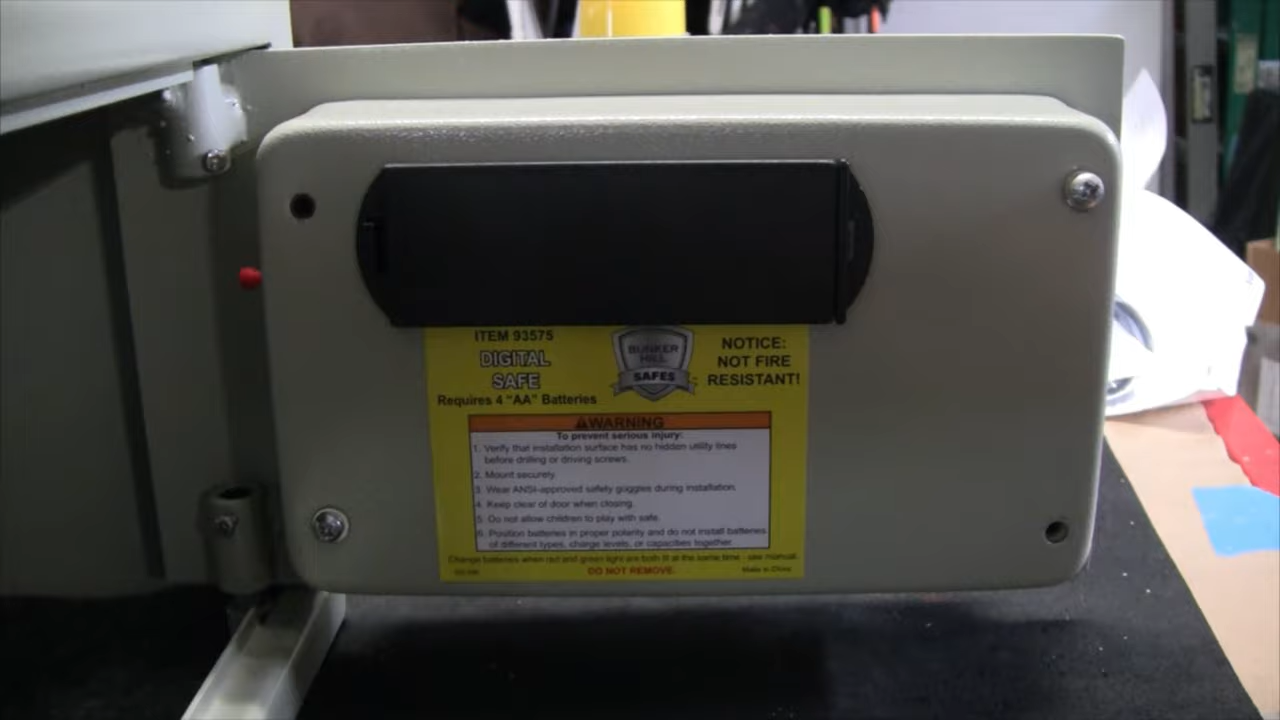 ITEM 93575
DIGITAL
SAFE
Requires 4 "AA" Batteries
BUNKER
HILL
SAFES
NOTICE:
NOT FIRE
RESISTANT!
⚠WARNING
To prevent serious injury:
1. Verify that installation surface has no hidden utility lines
before drilling or driving screws.
2. Mount securely.
3. Wear ANSI-approved safety goggles during installation.
4. Keep clear of door when closing.
5. Do not allow children to play with safe.
6. Position batteries in proper polarity and do not install batteries
of different types, charge levels, or capacities together.
Change batteries when red and green light are both lit at the same time - see manual.
DO NOT REMOVE.
Made in China